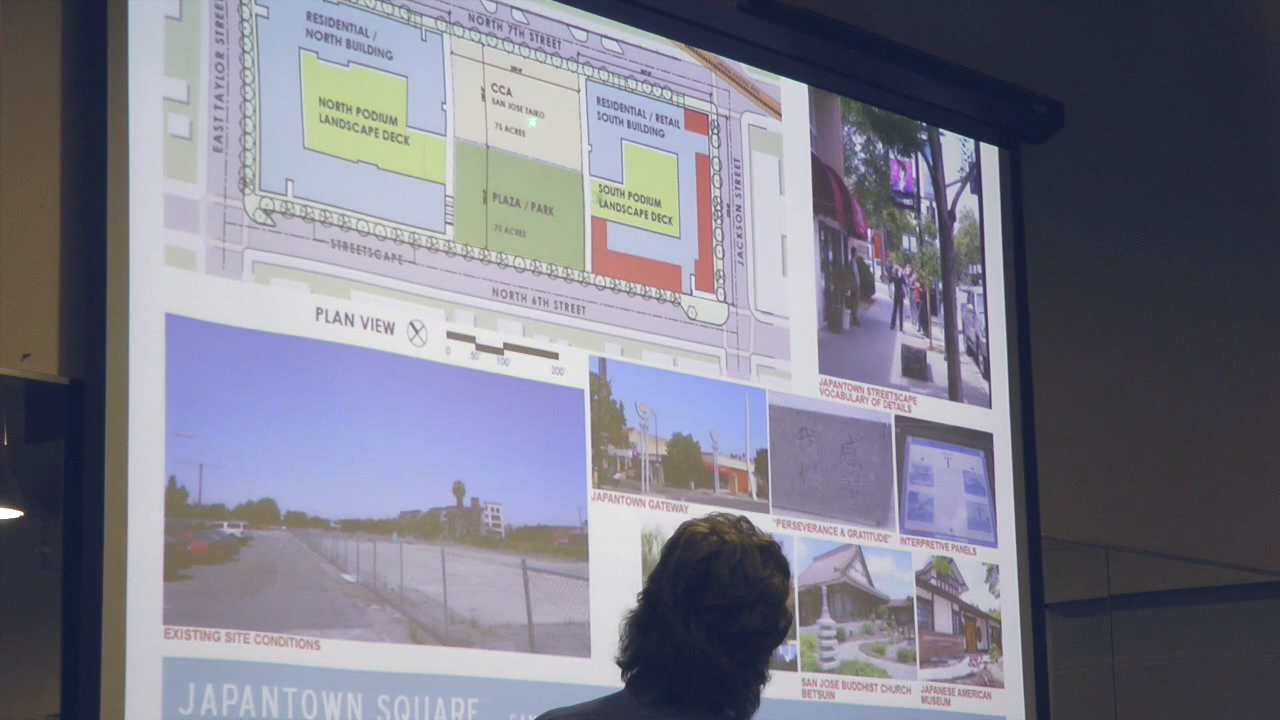 NORTH 7TH STREET
EAST TAYLOR STREET
RESIDENTIAL /
NORTH BUILDING
NORTH PODIUM
LANDSCAPE DECK
CCA
SAN JOSE TAIKO
.75 ACRES
RESIDENTIAL / RETAIL
SOUTH BUILDING
SOUTH PODIUM
LANDSCAPE DECK
PLAZA / PARK
.75 ACRES
JACKSON STREET
STREETSCAPE
NORTH 6TH STREET
PLAN VIEW
0 50' 100' 200'
JAPANTOWN STREETSCAPE
VOCABULARY OF DETAILS
JAPANTOWN GATEWAY
"PERSEVERANCE & GRATITUDE"
INTERPRETIVE PANELS
EXISTING SITE CONDITIONS
SAN JOSE BUDDHIST CHURCH
BETSUIN
JAPANESE AMERICAN
MUSEUM
JAPANTOWN SQUARE